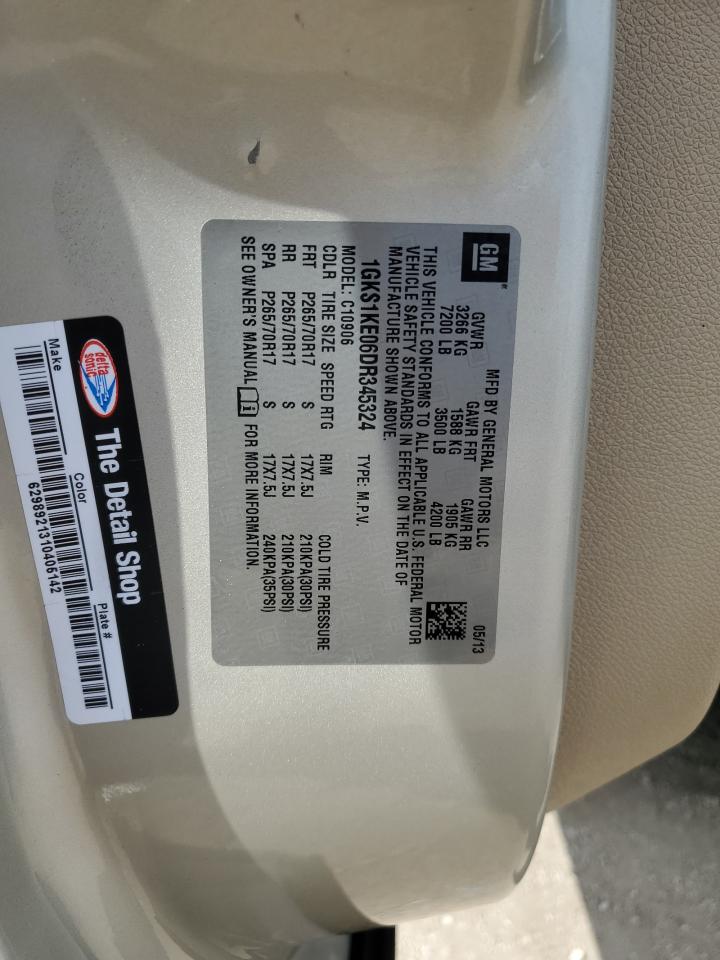 GM
MFD BY GENERAL MOTORS LLC 05/13
GVWR GAWR FRT GAWR RR
3266 KG 1588 KG 1905 KG
7200 LB 3500 LB 4200 LB
THIS VEHICLE CONFORMS TO ALL APPLICABLE U.S. FEDERAL MOTOR
VEHICLE SAFETY STANDARDS IN EFFECT ON THE DATE OF
MANUFACTURE SHOWN ABOVE.
1GKS1KE06DR345324 TYPE: M.P.V.
MODEL: C10906
CDLR TIRE SIZE SPEED RTG RIM COLD TIRE PRESSURE
FRT P265/70R17 S 17X7.5J 210KPA(30PSI)
RR P265/70R17 S 17X7.5J 210KPA(30PSI)
SPA P265/70R17 S 17X7.5J 240KPA(35PSI)
SEE OWNER'S MANUAL FOR MORE INFORMATION.
delta
sonic
The Detail Shop
Make Color Plate #
6298921310406142